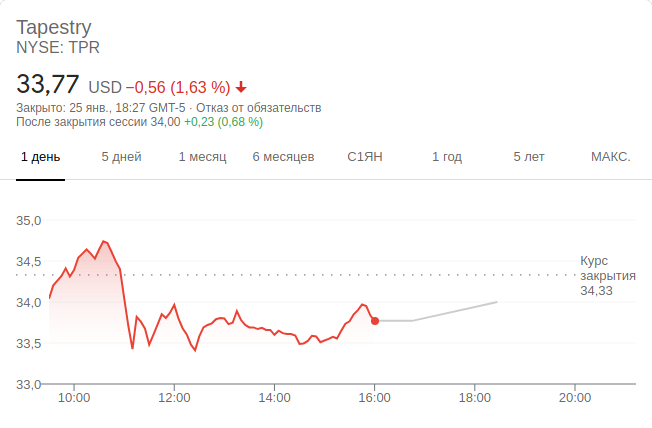 Tapestry
NYSE: TPR
33,77 USD −0,56 (1,63 %)
Закрыто: 25 янв., 18:27 GMT-5 · Отказ от обязательств
После закрытия сессии 34,00 +0,23 (0,68 %)
1 день 5 дней 1 месяц 6 месяцев С1ЯН 1 год 5 лет МАКС.
35,0
34,5
34,0
33,5
33,0
Курс
закрытия
34,33
10:00 12:00 14:00 16:00 18:00 20:00